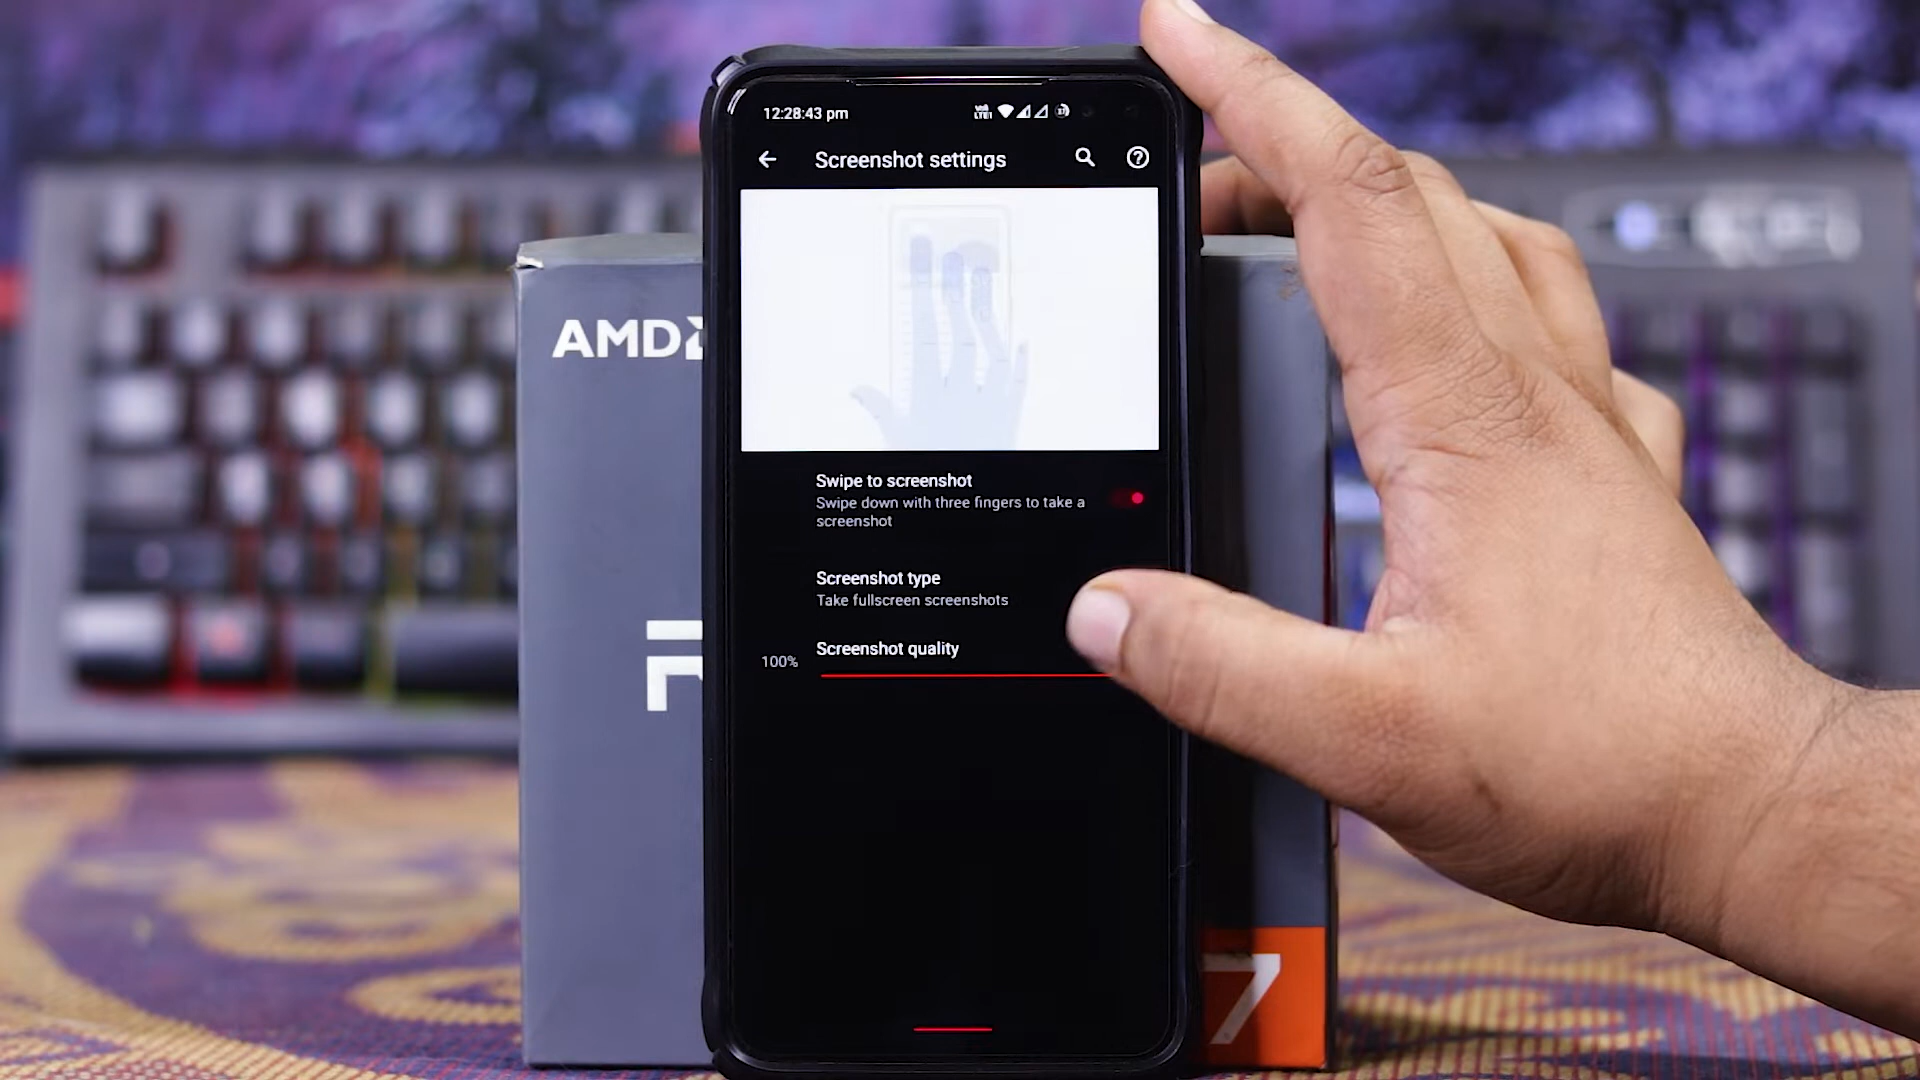 12:28:43 pm
Screenshot settings
AMD
Swipe to screenshot
Swipe down with three fingers to take a
screenshot
Screenshot type
Take fullscreen screenshots
Screenshot quality
100%
7